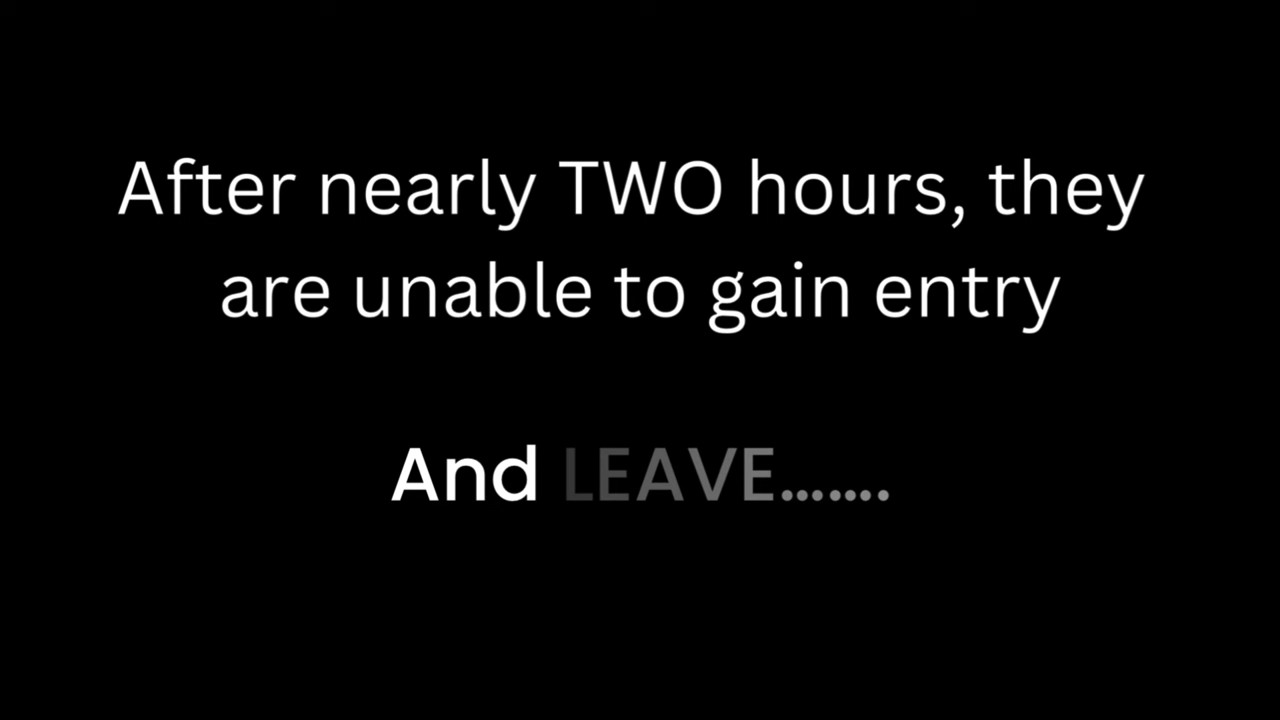 After nearly TWO hours, they
are unable to gain entry
And LEAVE.......